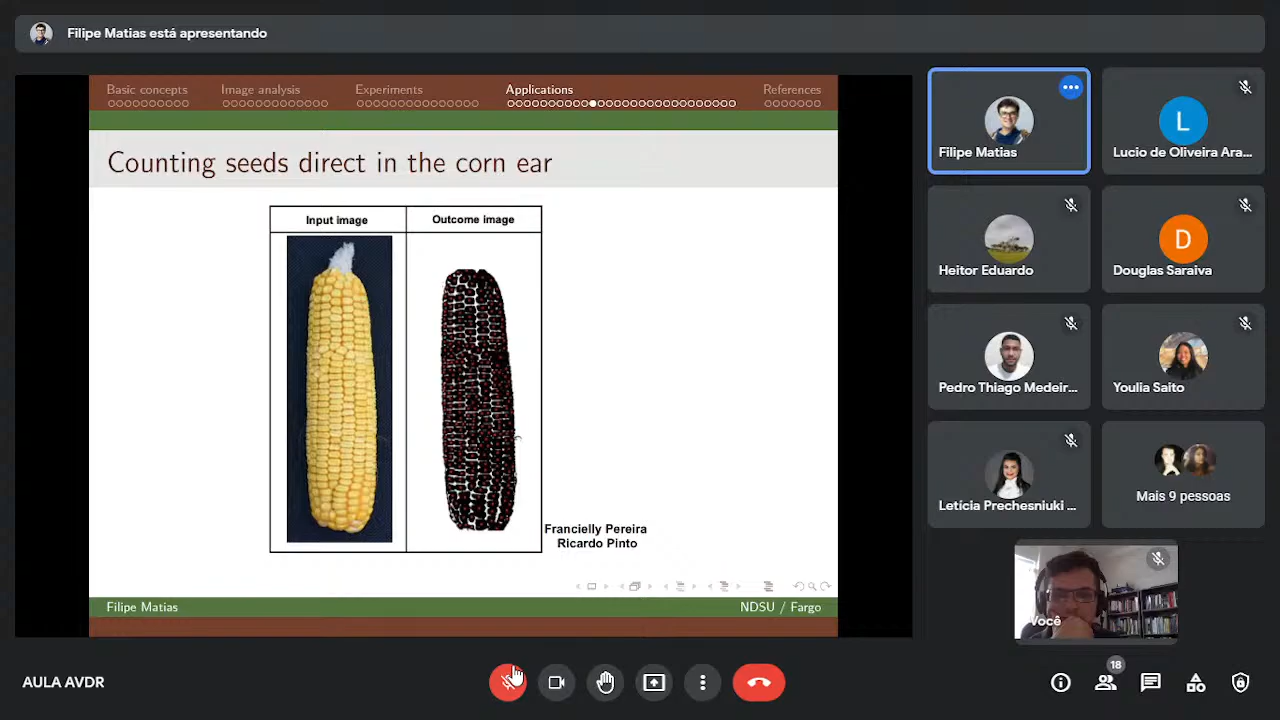 Filipe Matias está apresentando
Basic concepts
Image analysis
Experiments
Applications
References
Counting seeds direct in the corn ear
Input image
Outcome image
Francielly Pereira
Ricardo Pinto
Filipe Matias
NDSU / Fargo
Filipe Matias
L
Lucio de Oliveira Ara...
Heitor Eduardo
D
Douglas Saraiva
Pedro Thiago Medeir...
Youlia Saito
Letícia Prechesniuki ...
Mais 9 pessoas
Você
AULA AVDR
18